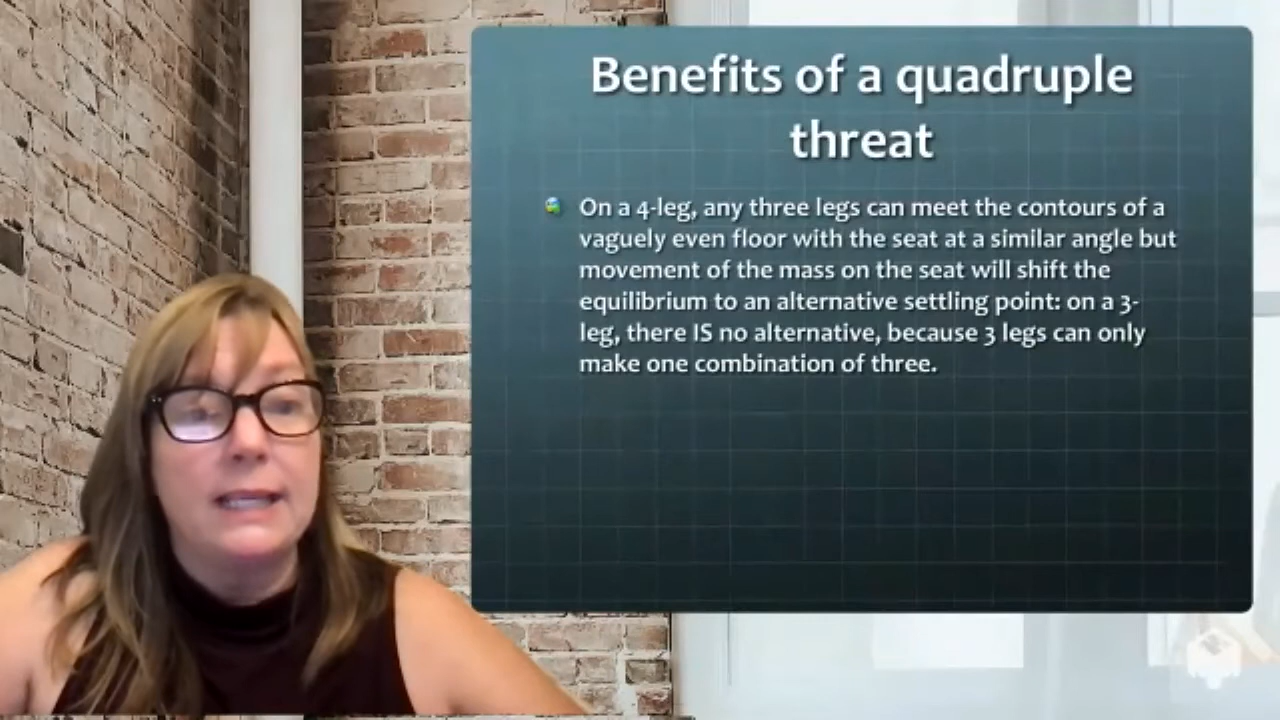 Benefits of a quadruple
threat
On a 4-leg, any three legs can meet the contours of a
vaguely even floor with the seat at a similar angle but
movement of the mass on the seat will shift the
equilibrium to an alternative settling point: on a 3-
leg, there IS no alternative, because 3 legs can only
make one combination of three.